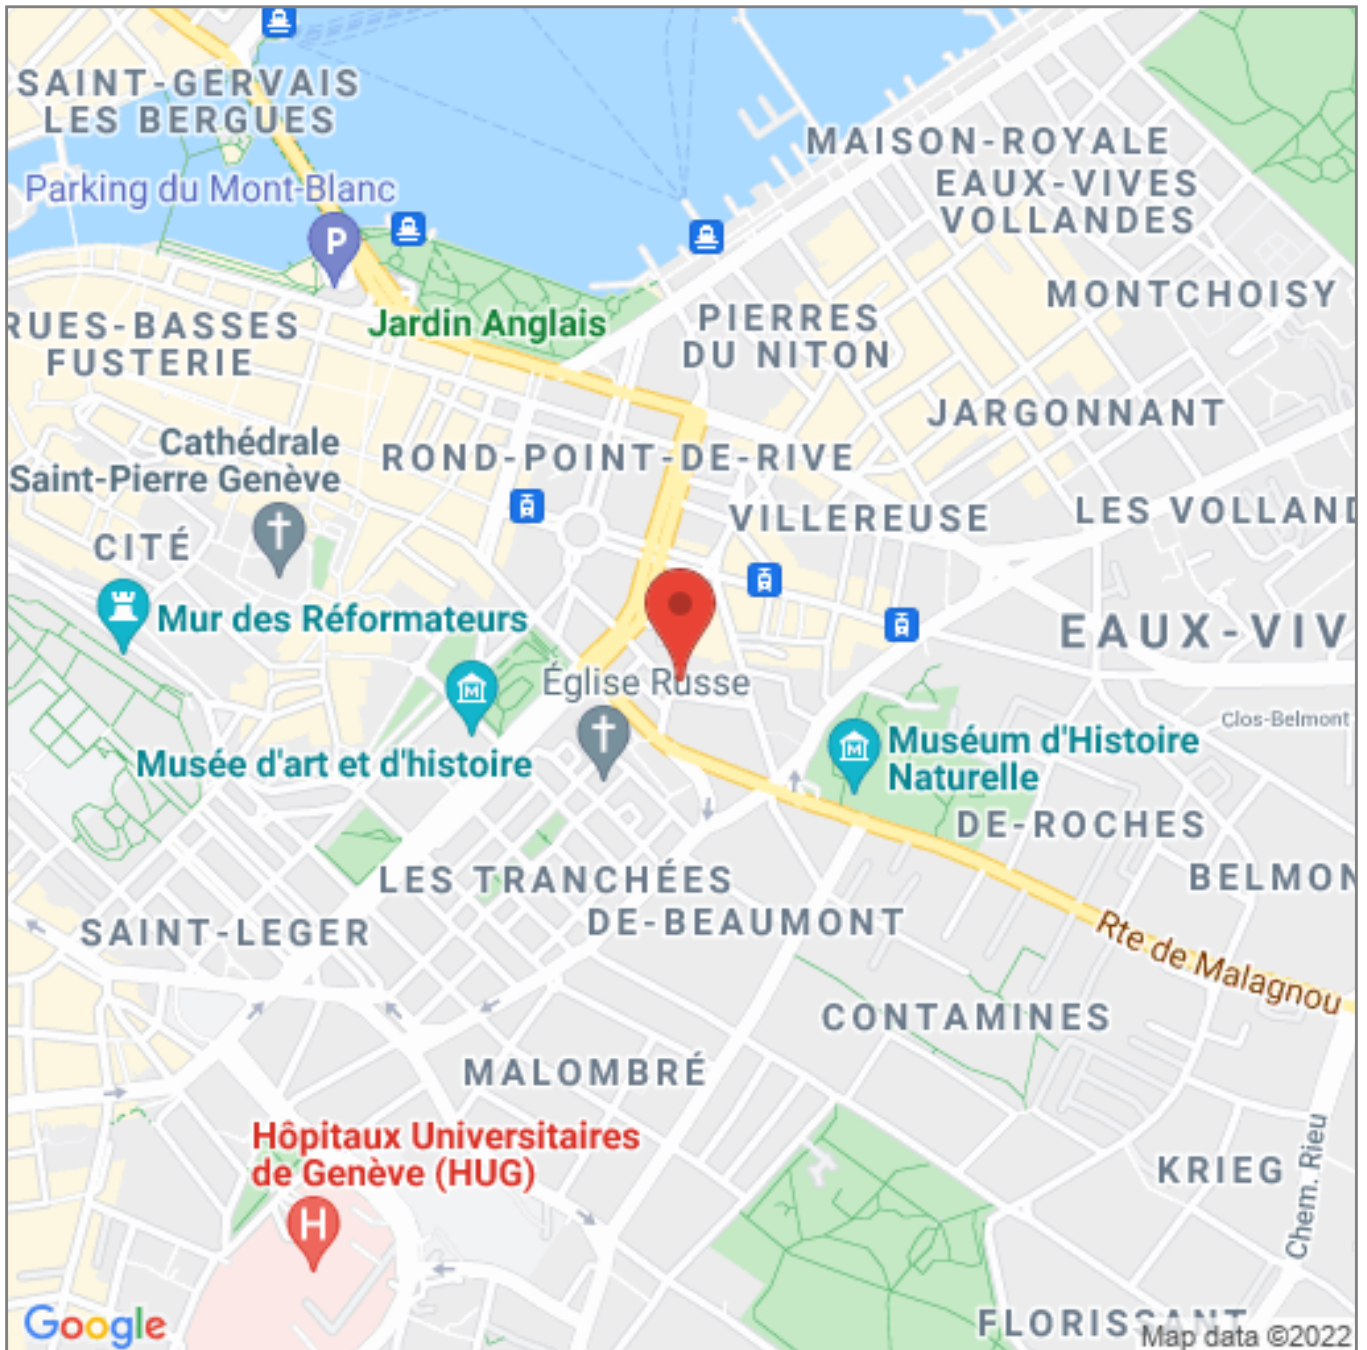 SAINT-GERVAIS
LES BERGUES
Parking du Mont-Blanc
P
MAISON-ROYALE
EAUX-VIVES
VOLLANDES
MONTCHOISY
RUES-BASSES
FUSTERIE
Jardin Anglais
PIERRES
DU NITON
JARGONNANT
Cathédrale
Saint-Pierre Genève
ROND-POINT-DE-RIVE
VILLEREUSE
LES VOLLAND
CITÉ
Mur des Réformateurs
EAUX-VIV
Église Russe
M
Clos-Belmont
Musée d'art et d'histoire
M
Muséum d'Histoire
Naturelle
DE-ROCHES
LES TRANCHÉES
BELMON
SAINT-LEGER
DE-BEAUMONT
Rte de Malagnou
CONTAMINES
MALOMBRÉ
Hôpitaux Universitaires
de Genève (HUG)
H
KRIEG
Chem. Rieu
FLORISSANT
Google
Map data ©2022